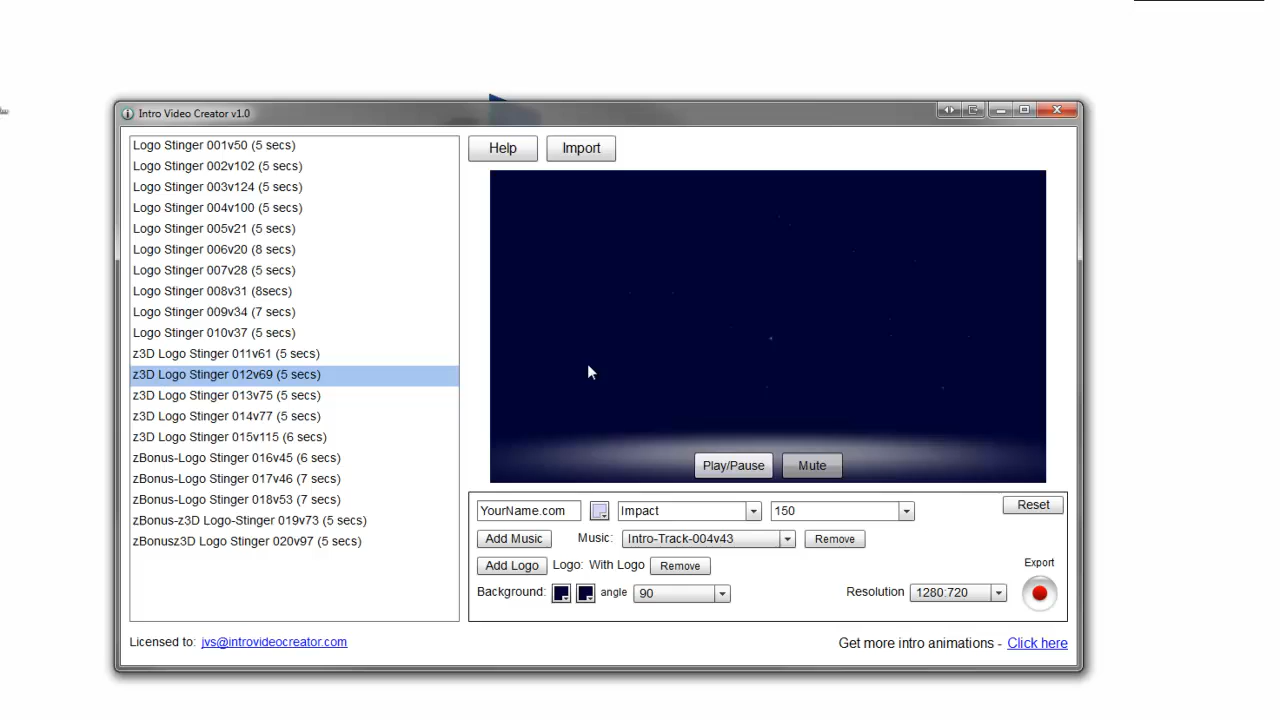 Intro Video Creator v1.0
Logo Stinger 001v50 (5 secs)
Logo Stinger 002v102 (5 secs)
Logo Stinger 003v124 (5 secs)
Logo Stinger 004v100 (5 secs)
Logo Stinger 005v21 (5 secs)
Logo Stinger 006v20 (8 secs)
Logo Stinger 007v28 (5 secs)
Logo Stinger 008v31 (8secs)
Logo Stinger 009v34 (7 secs)
Logo Stinger 010v37 (5 secs)
z3D Logo Stinger 011v61 (5 secs)
z3D Logo Stinger 012v69 (5 secs)
z3D Logo Stinger 013v75 (5 secs)
z3D Logo Stinger 014v77 (5 secs)
z3D Logo Stinger 015v115 (6 secs)
zBonus-Logo Stinger 016v45 (6 secs)
zBonus-Logo Stinger 017v46 (7 secs)
zBonus-Logo Stinger 018v53 (7 secs)
zBonus-z3D Logo-Stinger 019v73 (5 secs)
zBonusz3D Logo Stinger 020v97 (5 secs)
Help Import
Play/Pause Mute
YourName.com Impact 150 Reset
Add Music Music: Intro-Track-004v43 Remove
Add Logo Logo: With Logo Remove Export
Background: angle 90 Resolution 1280:720
Licensed to: jvs@introvideocreator.com
Get more intro animations - Click here